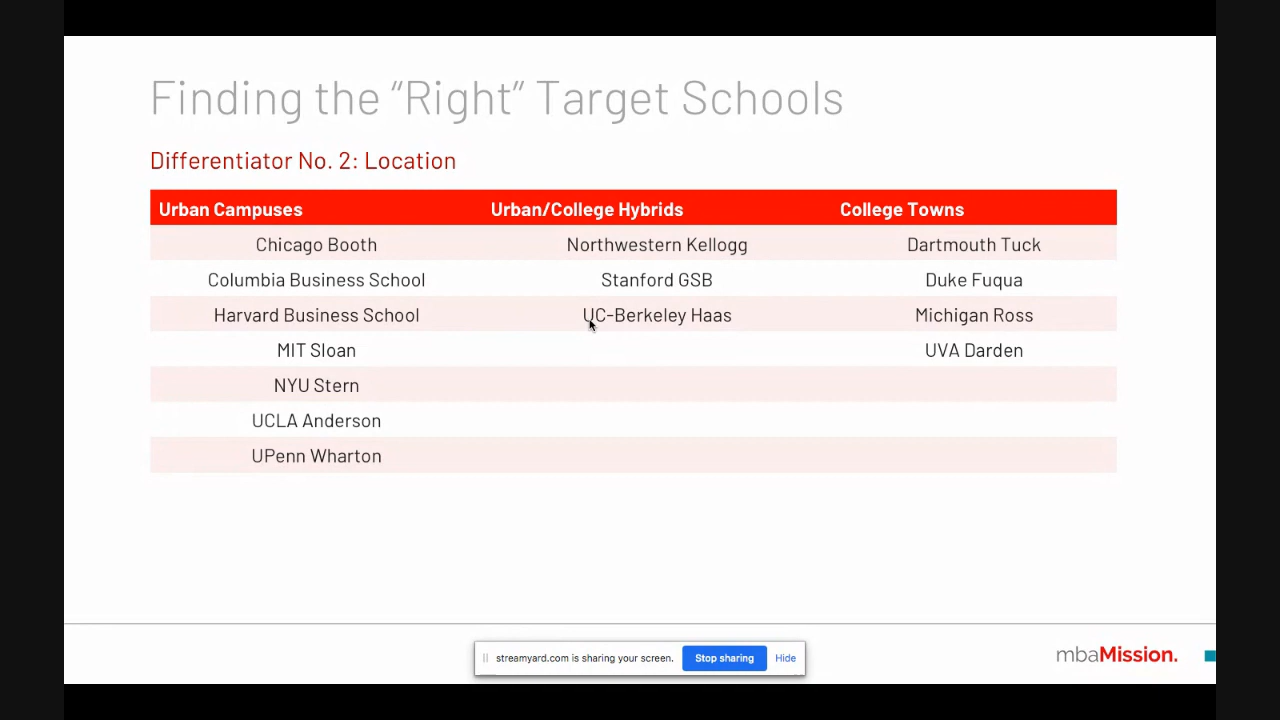 Finding the “Right” Target Schools
Differentiator No. 2: Location
Urban Campuses Urban/College Hybrids College Towns
Chicago Booth Northwestern Kellogg Dartmouth Tuck
Columbia Business School Stanford GSB Duke Fuqua
Harvard Business School UC-Berkeley Haas Michigan Ross
MIT Sloan UVA Darden
NYU Stern
UCLA Anderson
UPenn Wharton
streamyard.com is sharing your screen. Stop sharing Hide
mbaMission.